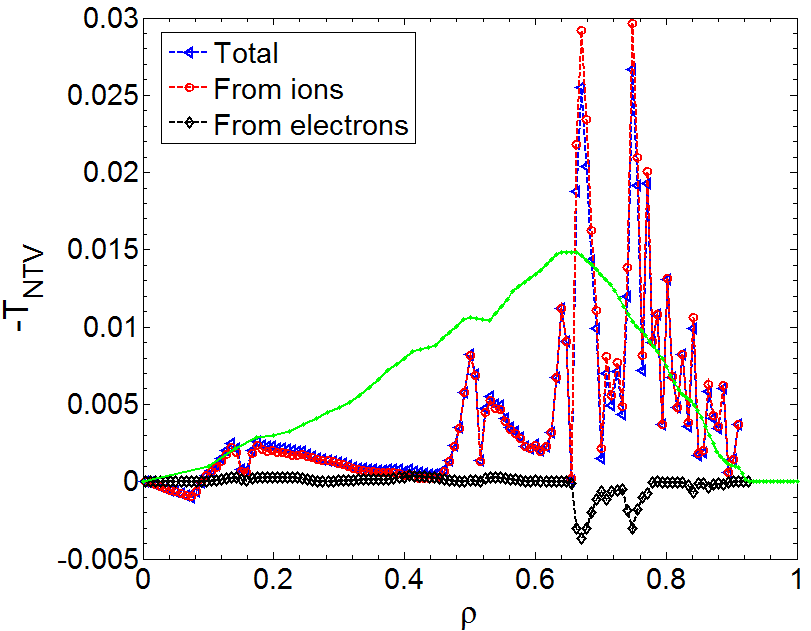 0.03
0.025
0.02
0.015
0.01
0.005
0
-0.005
-T_NTV
Total
From ions
From electrons
0 0.2 0.4 0.6 0.8 1
ρ